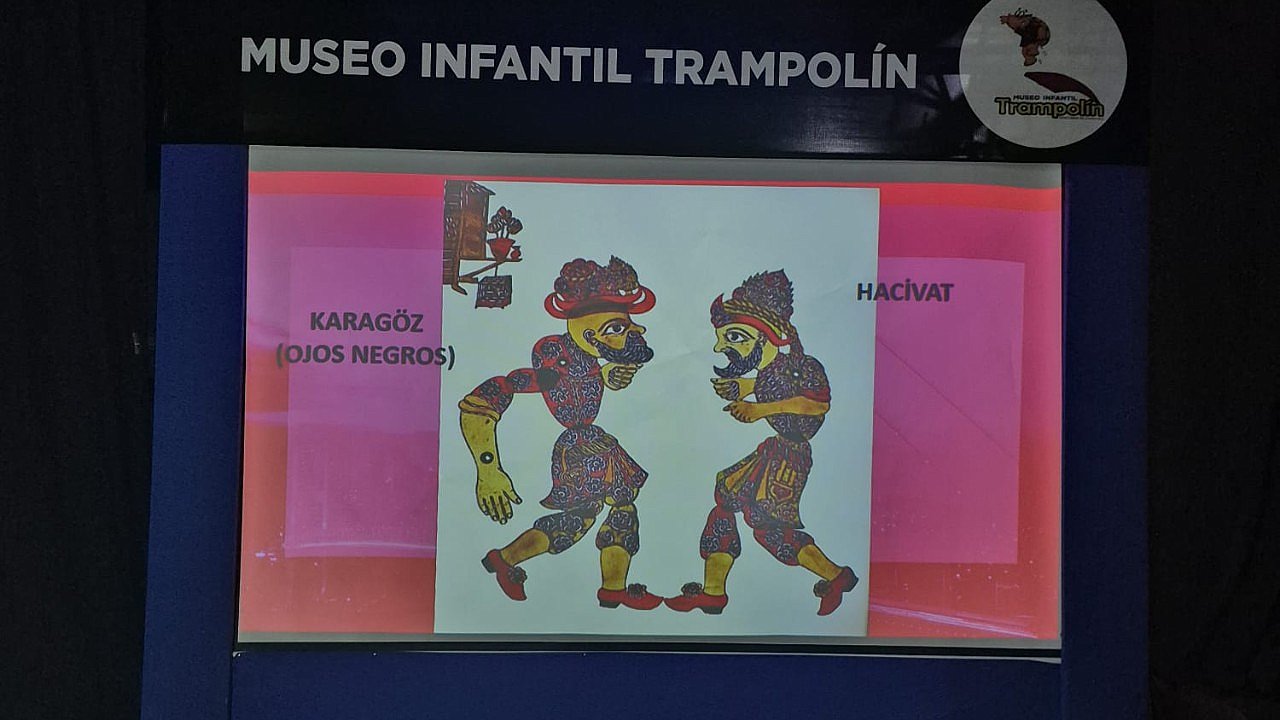 MUSEO INFANTIL TRAMPOLÍN
MUSEO INFANTIL
Trampolín
KARAGÖZ
(OJOS NEGROS)
HACİVAT